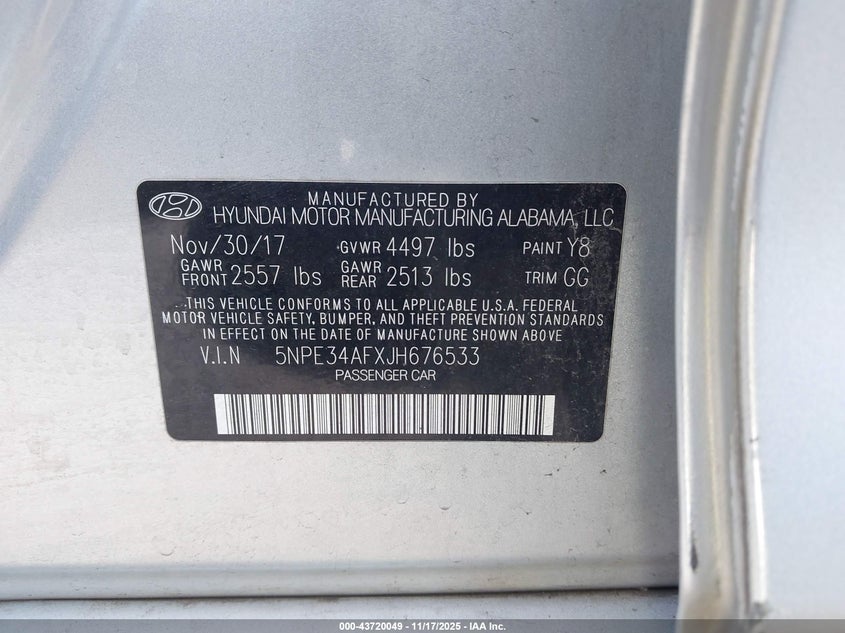 MANUFACTURED BY
HYUNDAI MOTOR MANUFACTURING ALABAMA, LLC
Nov/30/17 GVWR 4497 lbs PAINT Y8
GAWR FRONT 2557 lbs GAWR REAR 2513 lbs TRIM GG
THIS VEHICLE CONFORMS TO ALL APPLICABLE U.S.A. FEDERAL
MOTOR VEHICLE SAFETY, BUMPER, AND THEFT PREVENTION STANDARDS
IN EFFECT ON THE DATE OF MANUFACTURE SHOWN ABOVE
V.I.N 5NPE34AFXJH676533
PASSENGER CAR
000-43720049 - 11/17/2025 - IAA Inc.